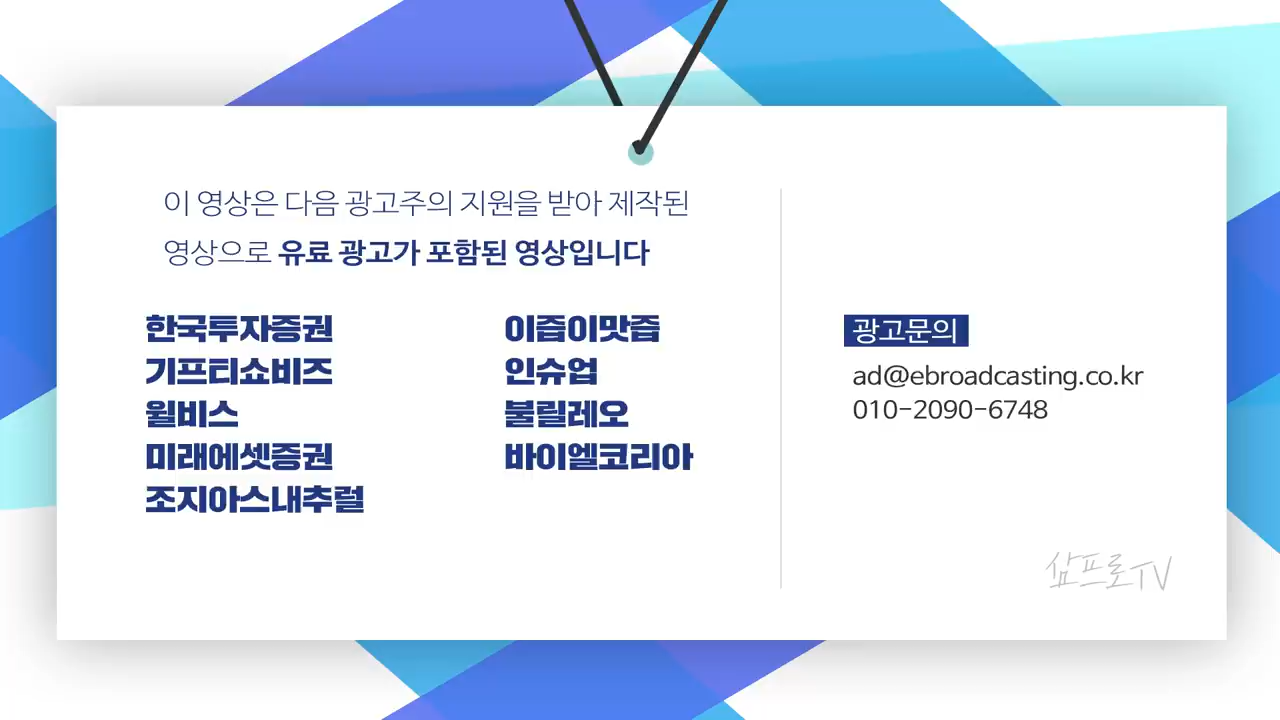 이 영상은 다음 광고주의 지원을 받아 제작된
영상으로 유료 광고가 포함된 영상입니다
한국투자증권
기프티쇼비즈
윌비스
미래에셋증권
조지아스내추럴
이즙이맛즙
인슈업
불릴레오
바이엘코리아
광고문의
ad@ebroadcasting.co.kr
010-2090-6748
삼프로TV